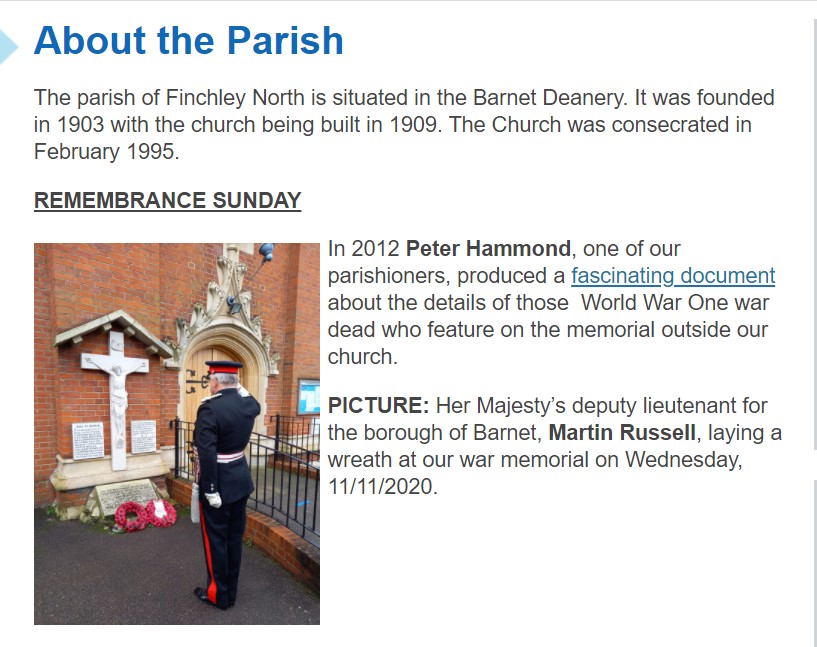 About the Parish
The parish of Finchley North is situated in the Barnet Deanery. It was founded
in 1903 with the church being built in 1909. The Church was consecrated in
February 1995.
REMEMBRANCE SUNDAY
In 2012 Peter Hammond, one of our
parishioners, produced a fascinating document
about the details of those  World War One war
dead who feature on the memorial outside our
church.
PICTURE: Her Majesty’s deputy lieutenant for
the borough of Barnet, Martin Russell, laying a
wreath at our war memorial on Wednesday,
11/11/2020.